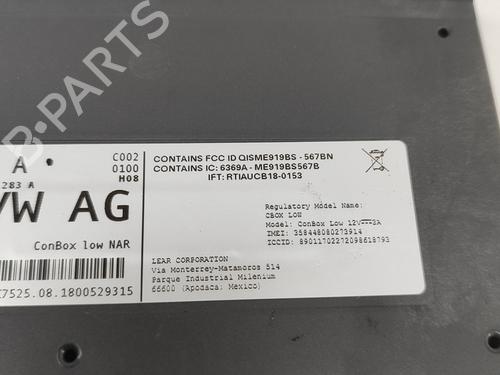 A C002
0100
283 A H08
VW AG
ConBox low NAR
7525.08.1800529315
CONTAINS FCC ID QISME919BS - 567BN
CONTAINS IC: 6369A - ME919BS567B
IFT: RTIAUCB18-0153
Regulatory Model Name:
CBOX LOW
Model: ConBox Low 12V⎓3A
IMEI: 358448080273914
ICCID: 89011702272098618793
LEAR CORPORATION
Via Monterrey-Matamoros 514
Parque Industrial Milenium
66600 (Apodaca; Mexico)
B-PARTS